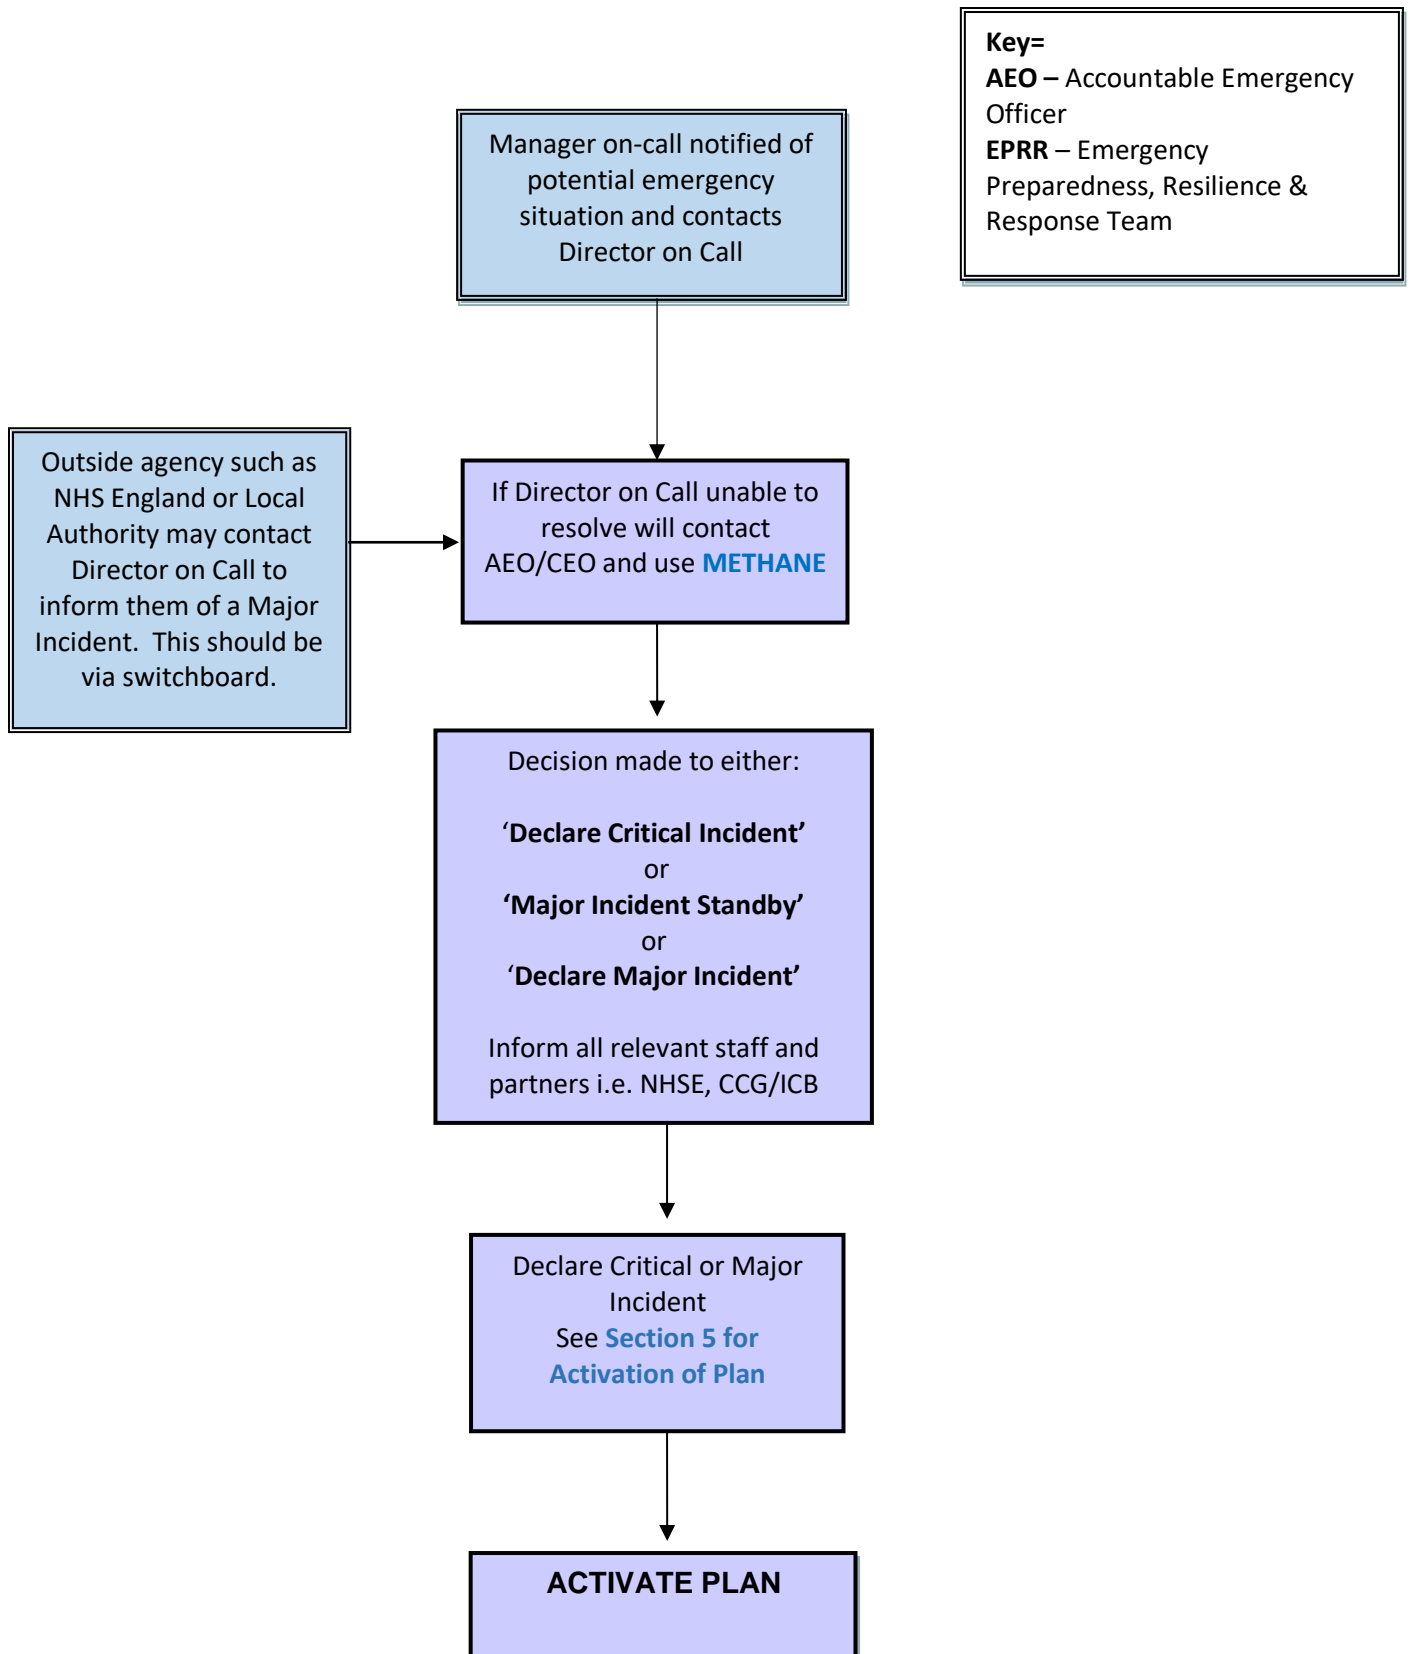 Key=
AEO – Accountable Emergency
Officer
EPRR – Emergency
Preparedness, Resilience &
Response Team
Manager on-call notified of
potential emergency
situation and contacts
Director on Call
Outside agency such as
NHS England or Local
Authority may contact
Director on Call to
inform them of a Major
Incident.  This should be
via switchboard.
If Director on Call unable to
resolve will contact
AEO/CEO and use METHANE
Decision made to either:
‘Declare Critical Incident’
or
‘Major Incident Standby’
or
‘Declare Major Incident’
Inform all relevant staff and
partners i.e. NHSE, CCG/ICB
Declare Critical or Major
Incident
See Section 5 for
Activation of Plan
ACTIVATE PLAN